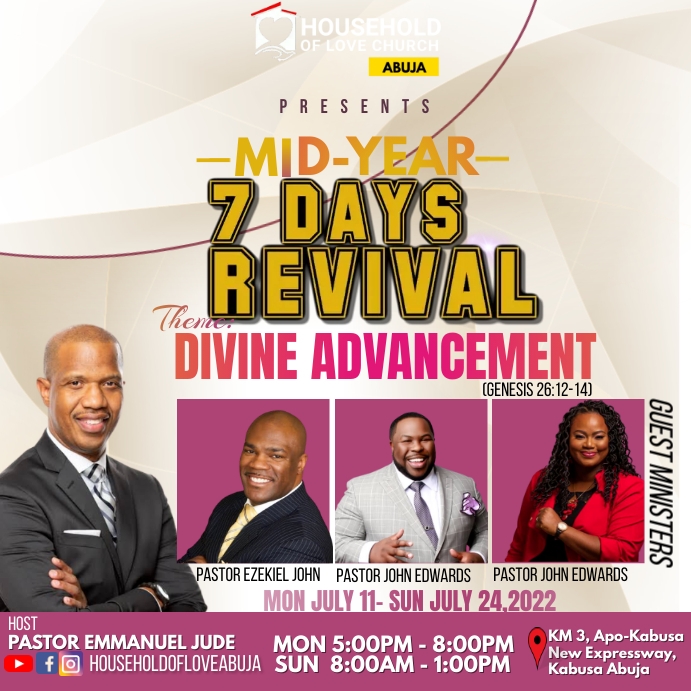 HOUSEHOLD
OF LOVE CHURCH
ABUJA
PRESENTS
MID-YEAR
7 DAYS
REVIVAL
Theme:
DIVINE ADVANCEMENT
(GENESIS 26:12-14)
GUEST MINISTERS
PASTOR EZEKIEL JOHN
PASTOR JOHN EDWARDS
PASTOR JOHN EDWARDS
MON JULY 11- SUN JULY 24,2022
HOST
PASTOR EMMANUEL JUDE
HOUSEHOLDOFLOVEABUJA
MON 5:00PM - 8:00PM
SUN 8:00AM - 1:00PM
KM 3, Apo-Kabusa
New Expressway,
Kabusa Abuja